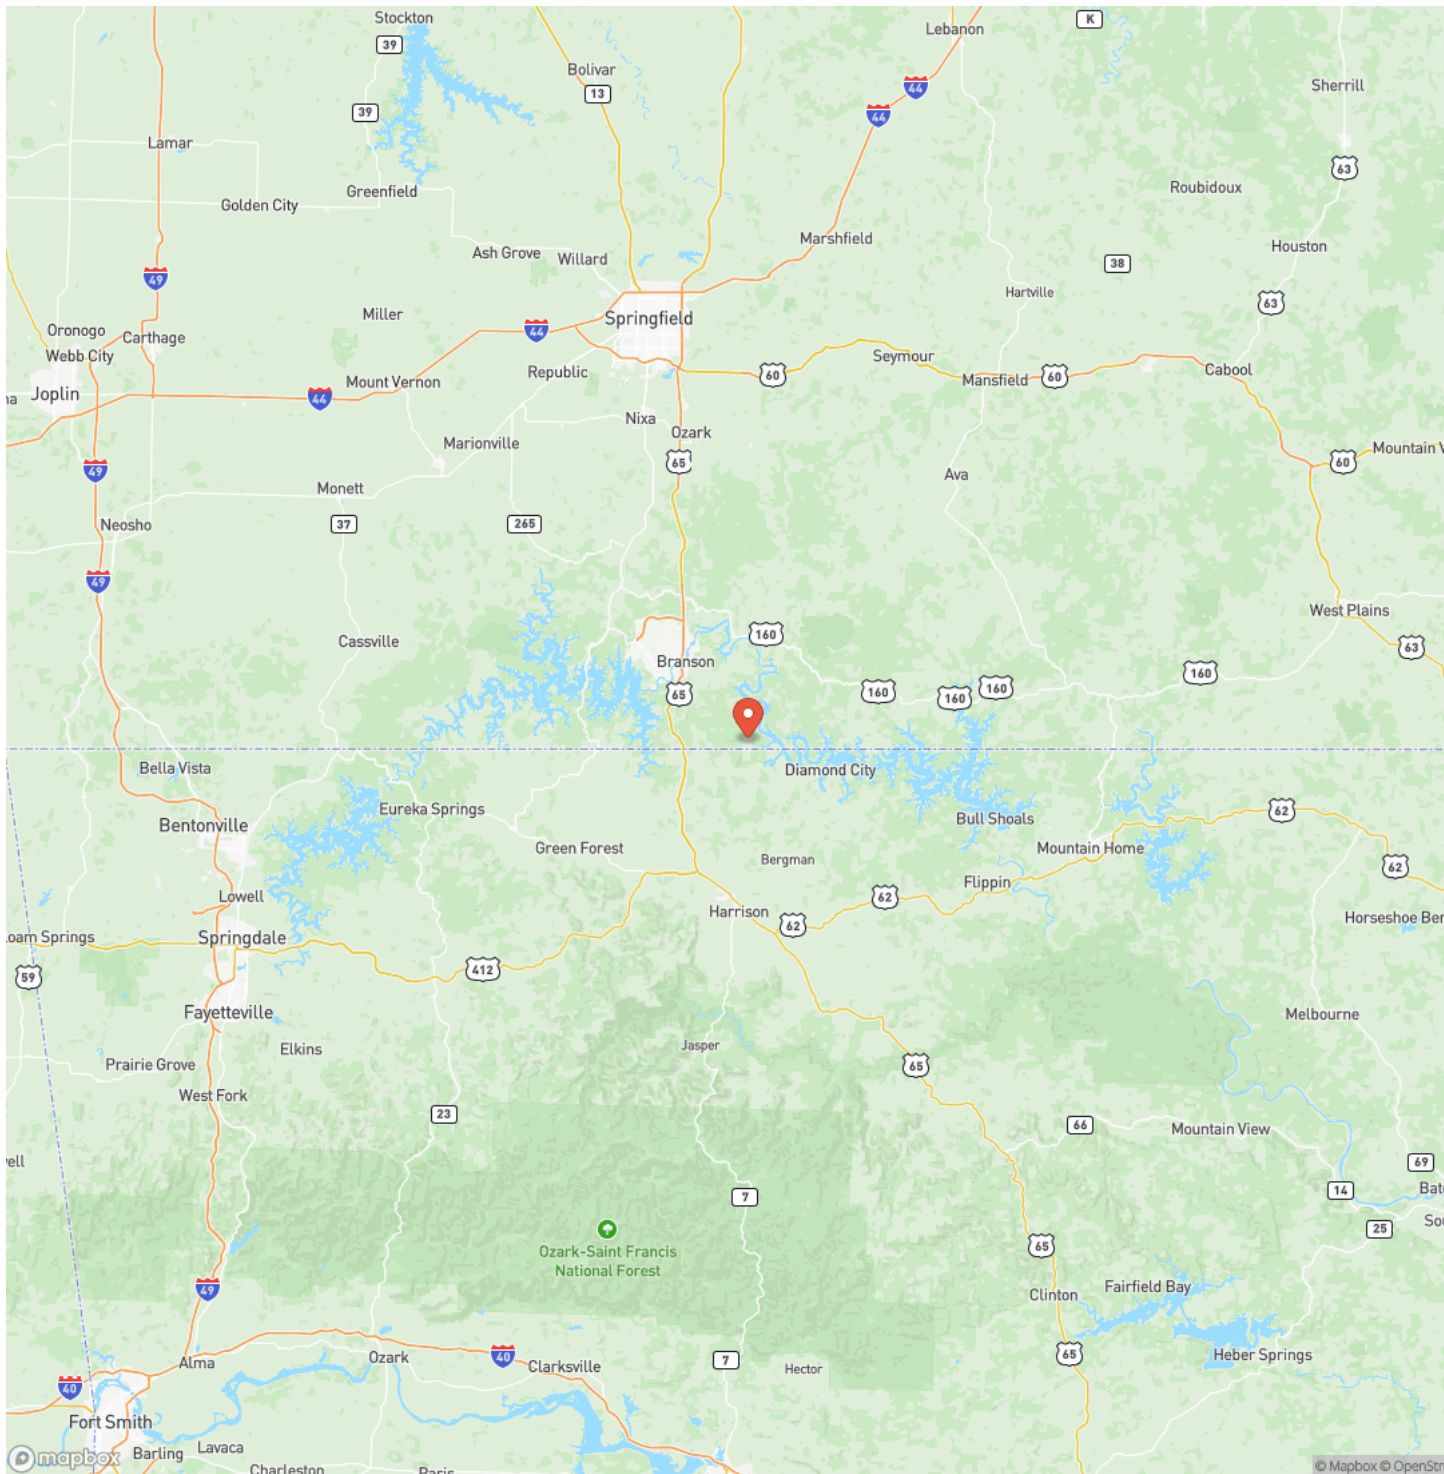 Stockton
K
Lebanon
39
Bolivar
13
44
Sherrill
39
44
Lamar
63
Greenfield
Roubidoux
Golden City
Marshfield
Houston
Ash Grove
Willard
38
49
Hartville
63
Miller
Springfield
Oronogo
Carthage
44
Webb City
Seymour
Republic
60
Mansfield
60
Cabool
Mount Vernon
Joplin
44
Nixa
Ozark
Marionville
Mountain V
65
60
49
Ava
Monett
Neosho
37
265
49
West Plains
Cassville
160
63
Branson
160
65
160
160
160
Bella Vista
Diamond City
Eureka Springs
62
Bentonville
Bull Shoals
Green Forest
Bergman
Mountain Home
62
Lowell
62
Flippin
Harrison
62
Horseshoe Ber
oam Springs
Springdale
59
412
Fayetteville
Melbourne
Jasper
Elkins
Prairie Grove
65
West Fork
23
66
Mountain View
vell
69
7
14
Bat
Ozark-Saint Francis
National Forest
25
Sou
65
49
Fairfield Bay
Clinton
Alma
Ozark
40
Clarksville
7
Hector
65
Heber Springs
40
Fort Smith
Barling
Lavaca
Charleston
Paris
mapbox
© Mapbox © OpenStr